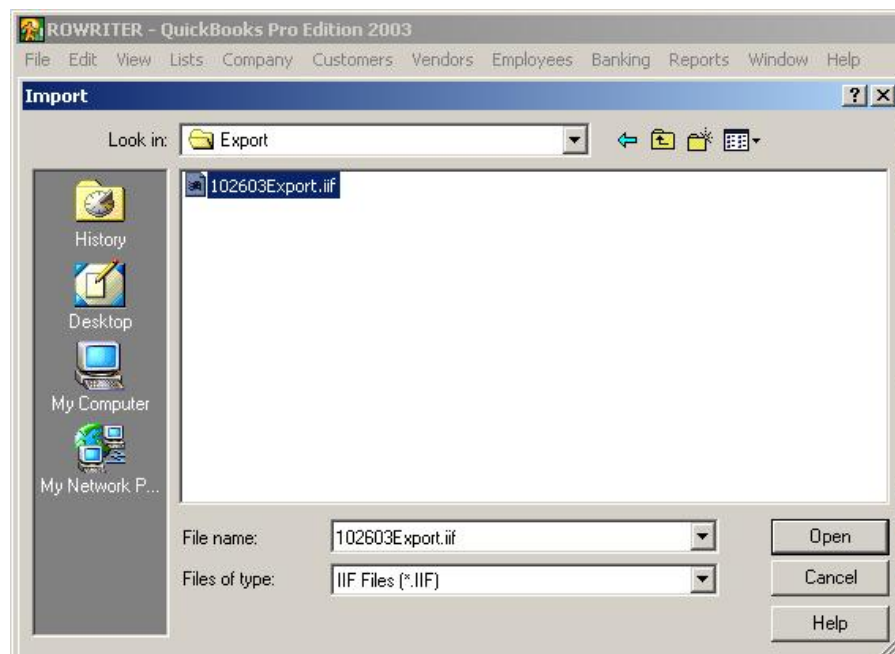 ROWRITER - QuickBooks Pro Edition 2003
File Edit View Lists Company Customers Vendors Employees Banking Reports Window Help
Import
Look in: Export
102603Export.iif
History
Desktop
My Computer
My Network P...
File name: 102603Export.iif Open
Files of type: IIF Files (*.IIF) Cancel
Help